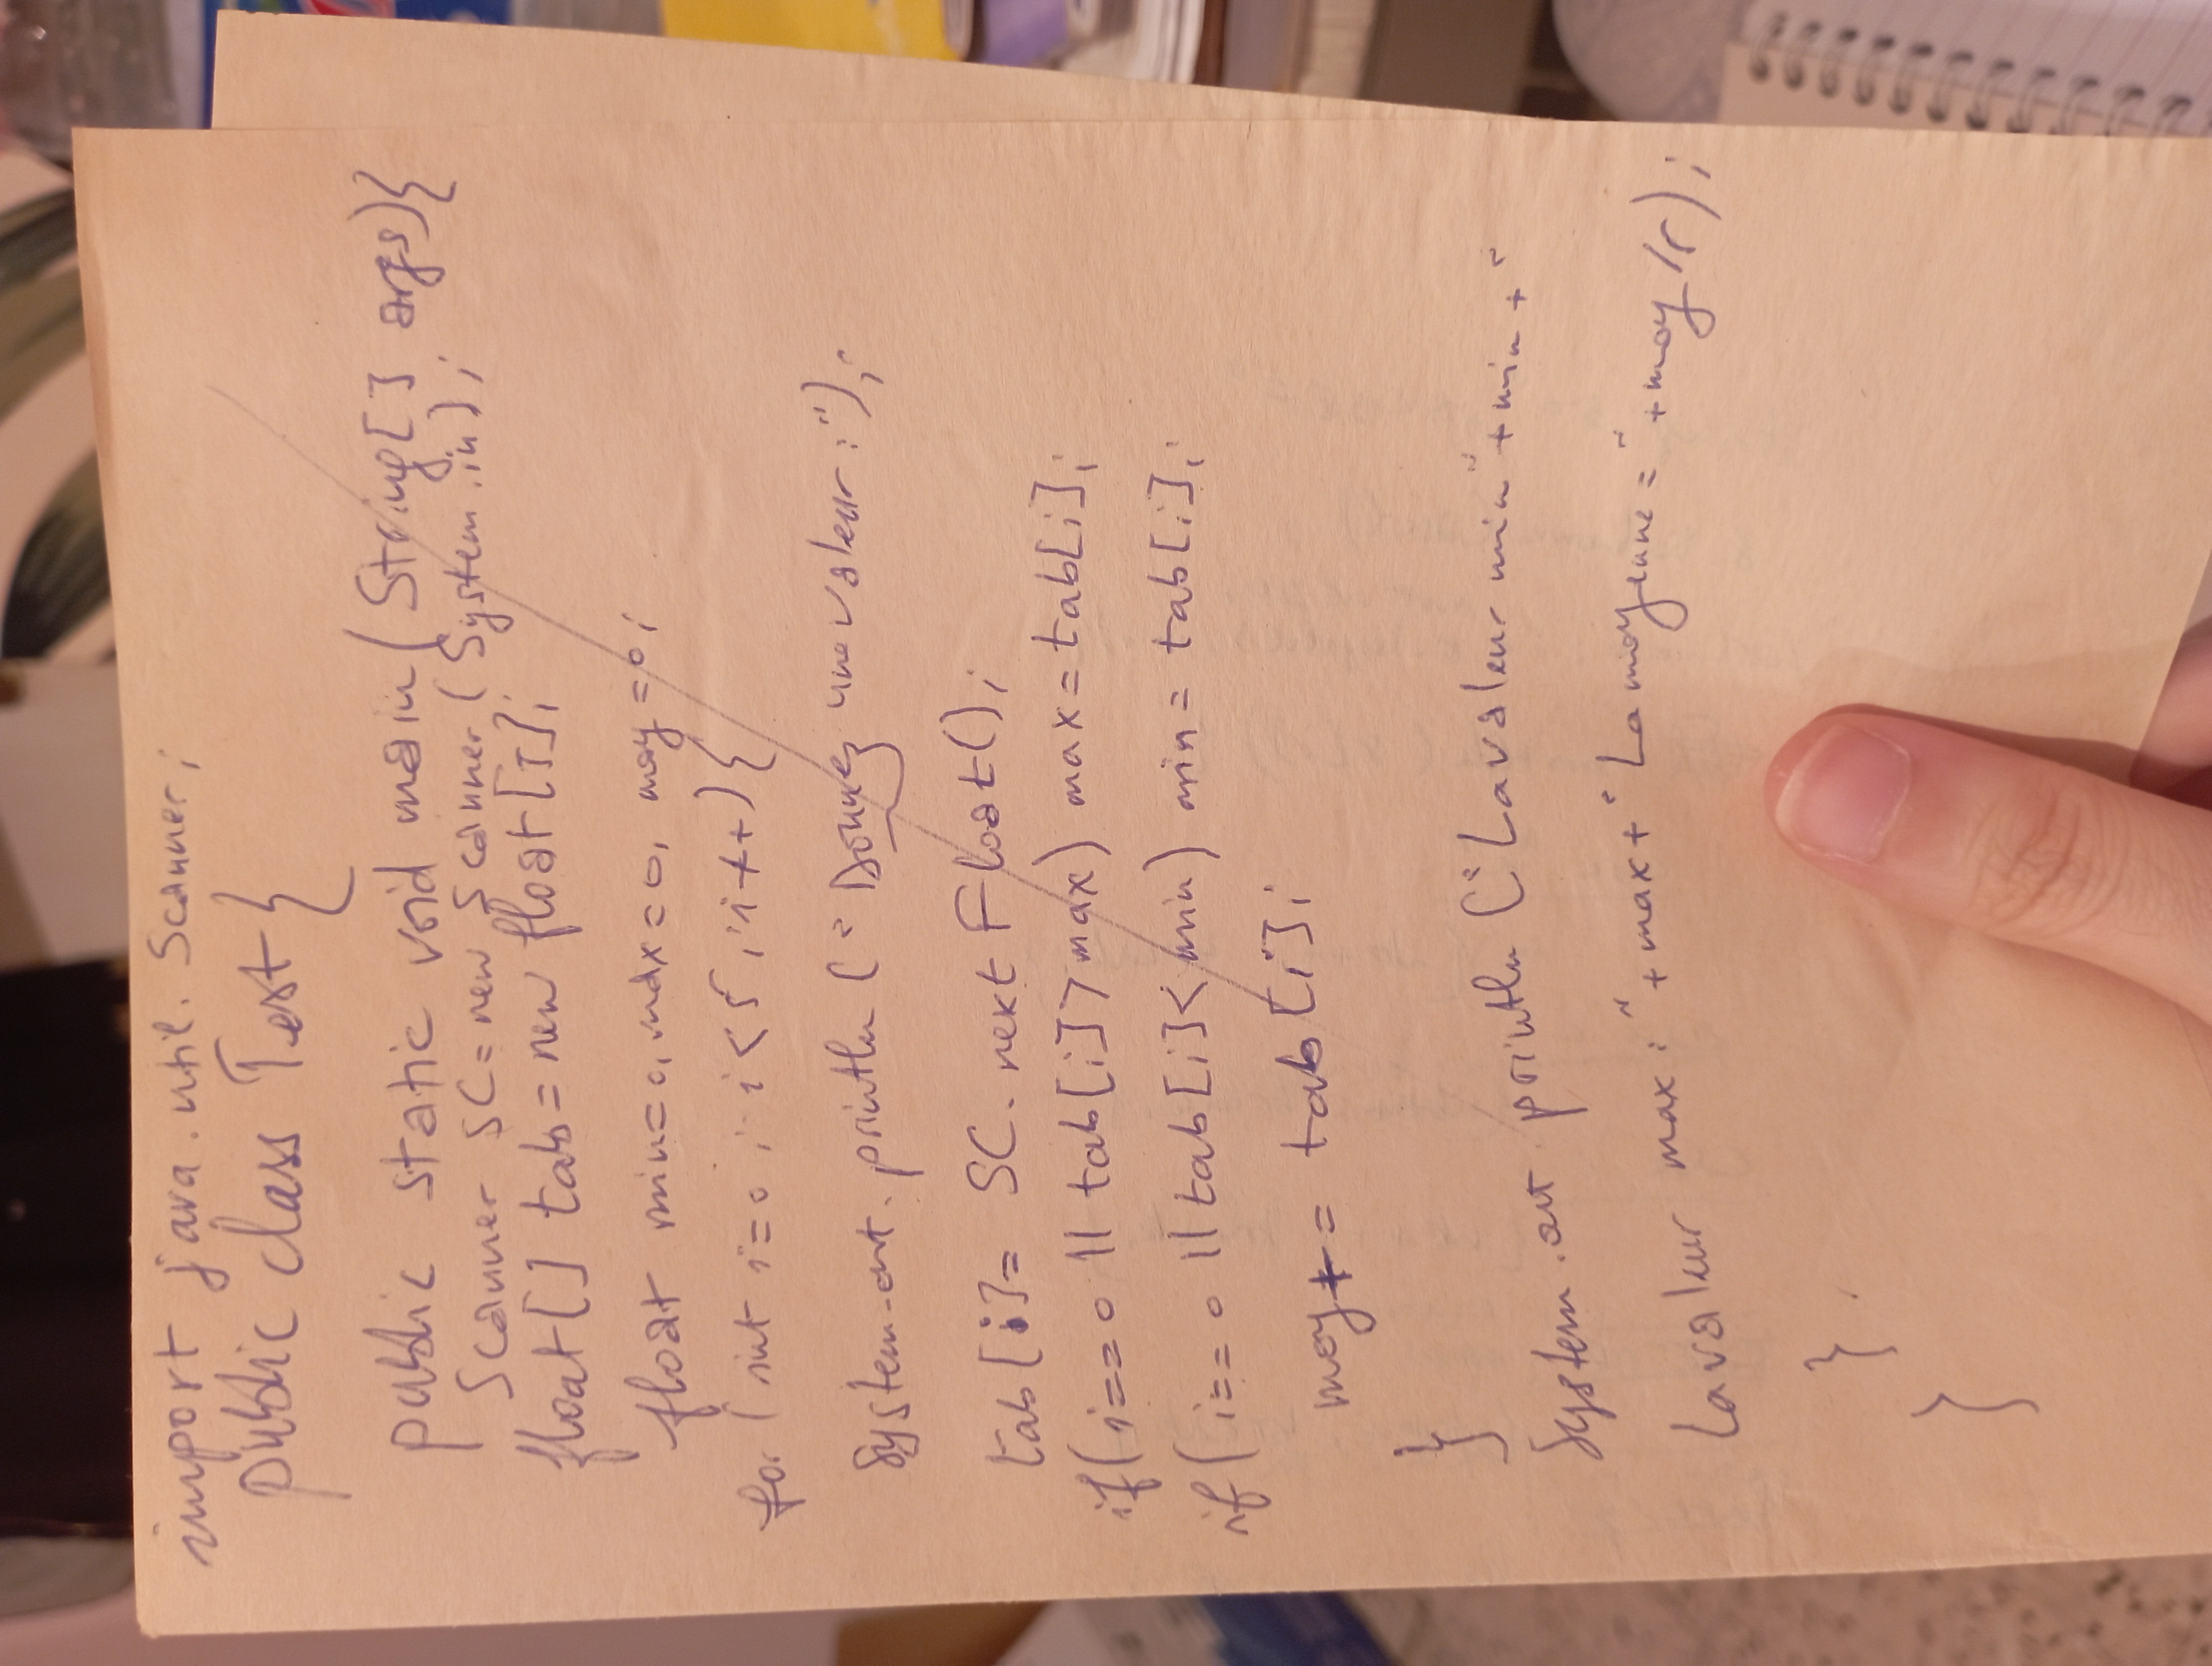 import java.util.Scanner;
public class Test{
public static void main(String[] args){
Scanner SC=new Scanner(System.in);
float[] tab=new float[5];
float min=0, max=0, moy=0;
for(int i=0; i<5; i++){
System.out.println("Donnez une valeur:");
tab[i]= SC.nextFloat();
if(i==0 || tab[i]>max) max=tab[i];
if(i==0 || tab[i]<min) min=tab[i];
moy+= tab[i];
}
System.out.println("La valeur min"+min+"
La valeur max:"+max+"La moyenne="+moy/5);
}
}